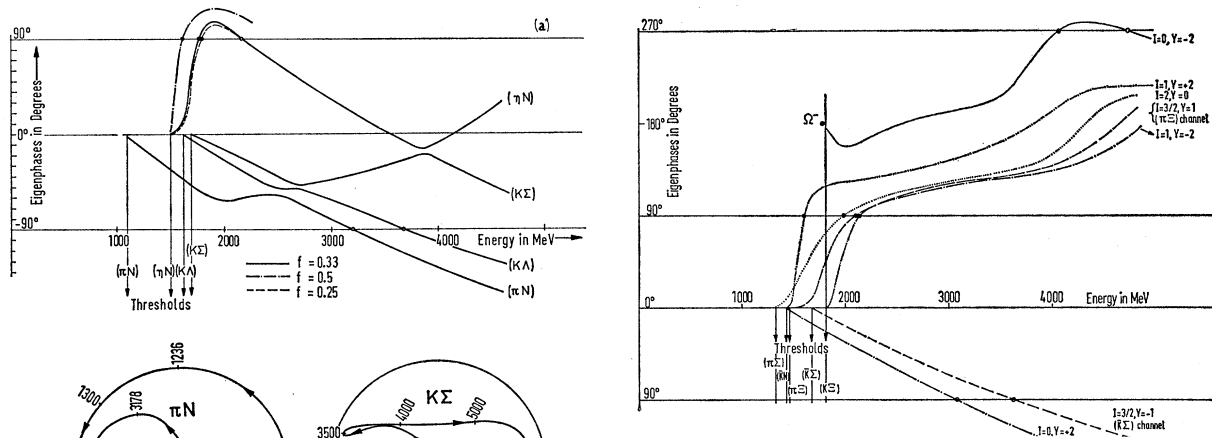 (a)
90°
0°
-90°
Eigenphases in Degrees
(ηN)
(KΣ)
1000
2000
3000
4000
Energy in MeV
(KΣ)
(KΛ)
(πN)
(πN)
(ηN)
(KΛ)
f = 0.33
f = 0.5
f = 0.25
Thresholds
1236
1300
3178
πN
KΣ
3500
4000
5000
270°
I=0, Y=-2
I=1, Y=+2
I=2, Y=0
I=3/2, Y=1
(πΞ) channel
I=1, Y=-2
Ω⁻
-180°
Eigenphases in Degrees
90°
0°
1000
2000
3000
4000
Energy in MeV
Thresholds
(πΣ)
(K̄N)
(πΞ)
(K̄Σ)
(KΞ)
90°
I=3/2, Y=-1
(K̄Σ) channel
I=0, Y=+2